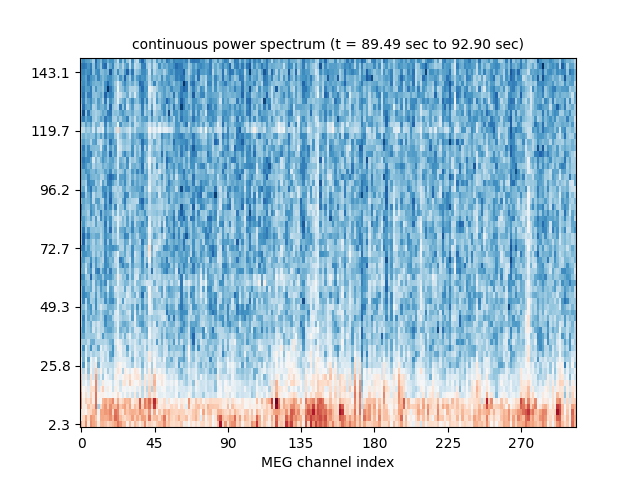 continuous power spectrum (t = 89.49 sec to 92.90 sec)
143.1
119.7
96.2
72.7
49.3
25.8
2.3
0 45 90 135 180 225 270
MEG channel index